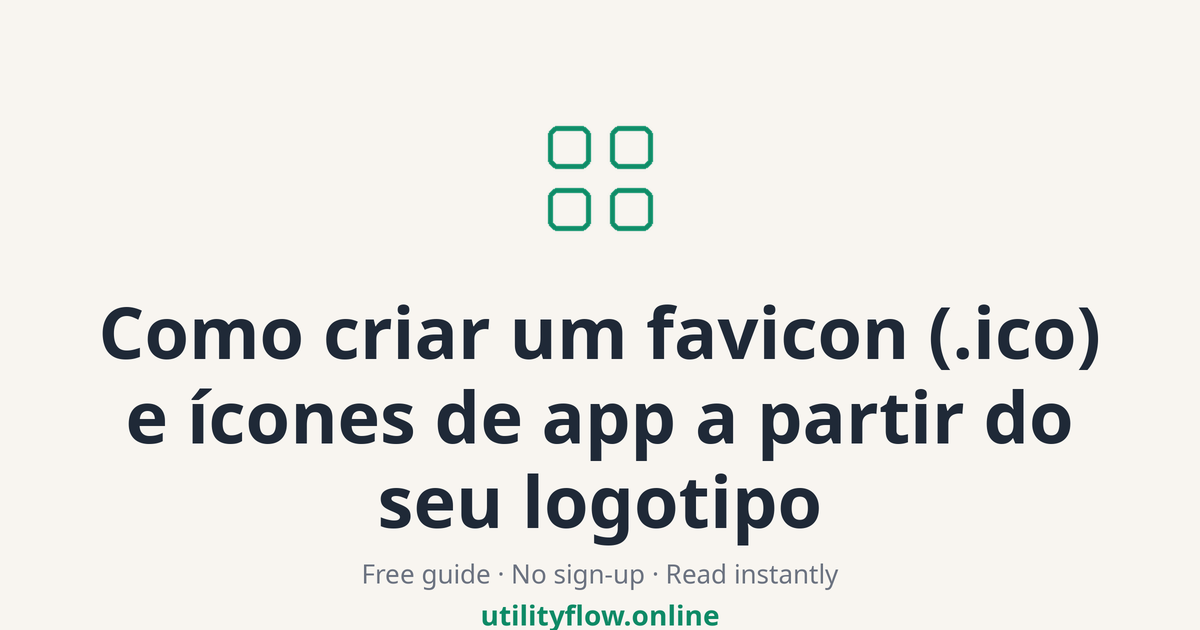 Como criar um favicon (.ico)
e ícones de app a partir do
seu logotipo
Free guide · No sign-up · Read instantly
utilityflow.online